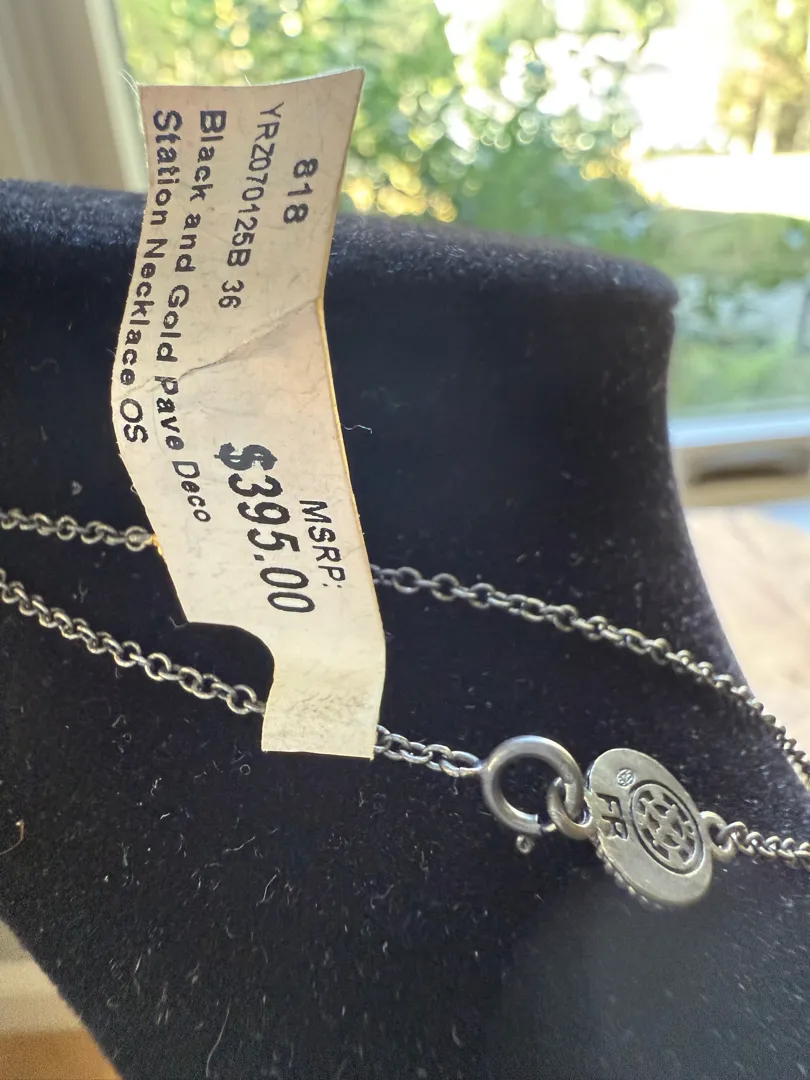 818
YRZ070125B 36
Black and Gold Pave Deco
Station Necklace OS
MSRP:
$395.00
FR